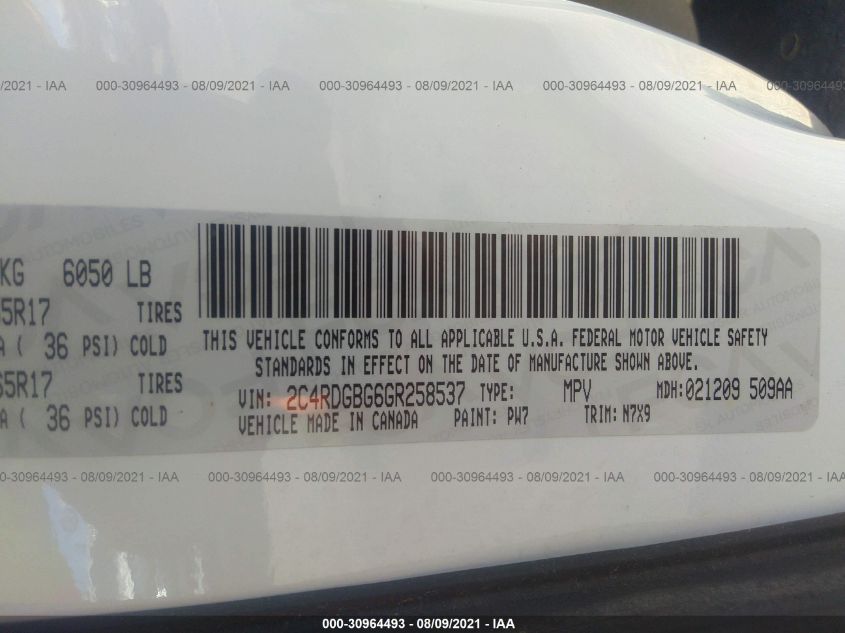 /2021 - IAA 000-30964493 - 08/09/2021 - IAA 000-30964493 - 08/09/2021 - IAA 000-30964493 - 08/09/2021 - IAA 000-30964493
KG 6050 LB
5R17 TIRES
A ( 36 PSI) COLD
65R17 TIRES
A ( 36 PSI) COLD
THIS VEHICLE CONFORMS TO ALL APPLICABLE U.S.A. FEDERAL MOTOR VEHICLE SAFETY
STANDARDS IN EFFECT ON THE DATE OF MANUFACTURE SHOWN ABOVE.
VIN: 2C4RDGBG6GR258537 TYPE: MPV MDH: 021209 509AA
VEHICLE MADE IN CANADA PAINT: PW7 TRIM: N7X9
000-30964493 - 08/09/2021 - IAA 000-30964493 - 08/09/2021 - IAA 000-30964493 - 08/09/2021 - IAA 000-30964493 - 08/09/2021
000-30964493 - 08/09/2021 - IAA